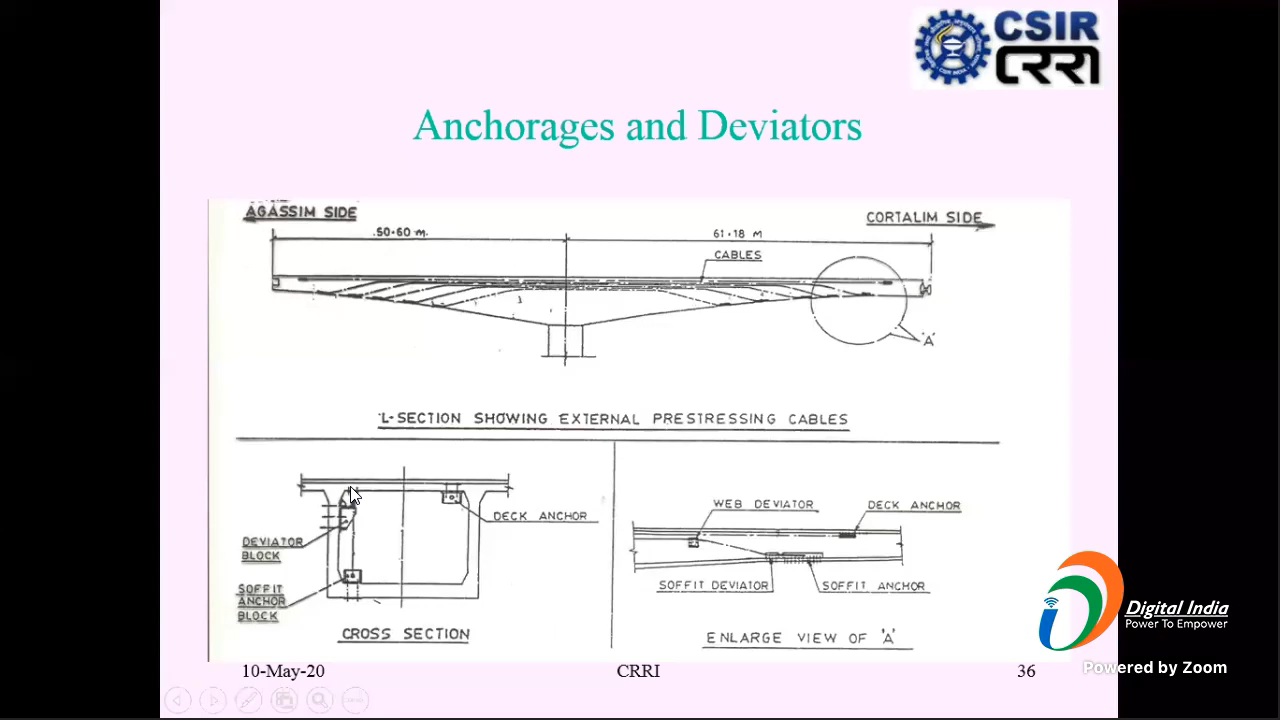 CSIR
CRRI
Anchorages and Deviators
AGASSIM SIDE
CORTALIM SIDE
50·60 m.
61·18 M
CABLES
'A'
L-SECTION SHOWING EXTERNAL PRESTRESSING CABLES
DECK ANCHOR
DEVIATOR
BLOCK
SOFFIT
ANCHOR
BLOCK
CROSS SECTION
WEB DEVIATOR
DECK ANCHOR
SOFFIT DEVIATOR
SOFFIT ANCHOR
ENLARGE VIEW OF 'A'
10-May-20
CRRI
36
Digital India
Power To Empower
Powered by Zoom